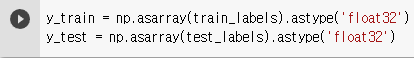 y_train = np.asarray(train_labels).astype('float32')
y_test = np.asarray(test_labels).astype('float32')